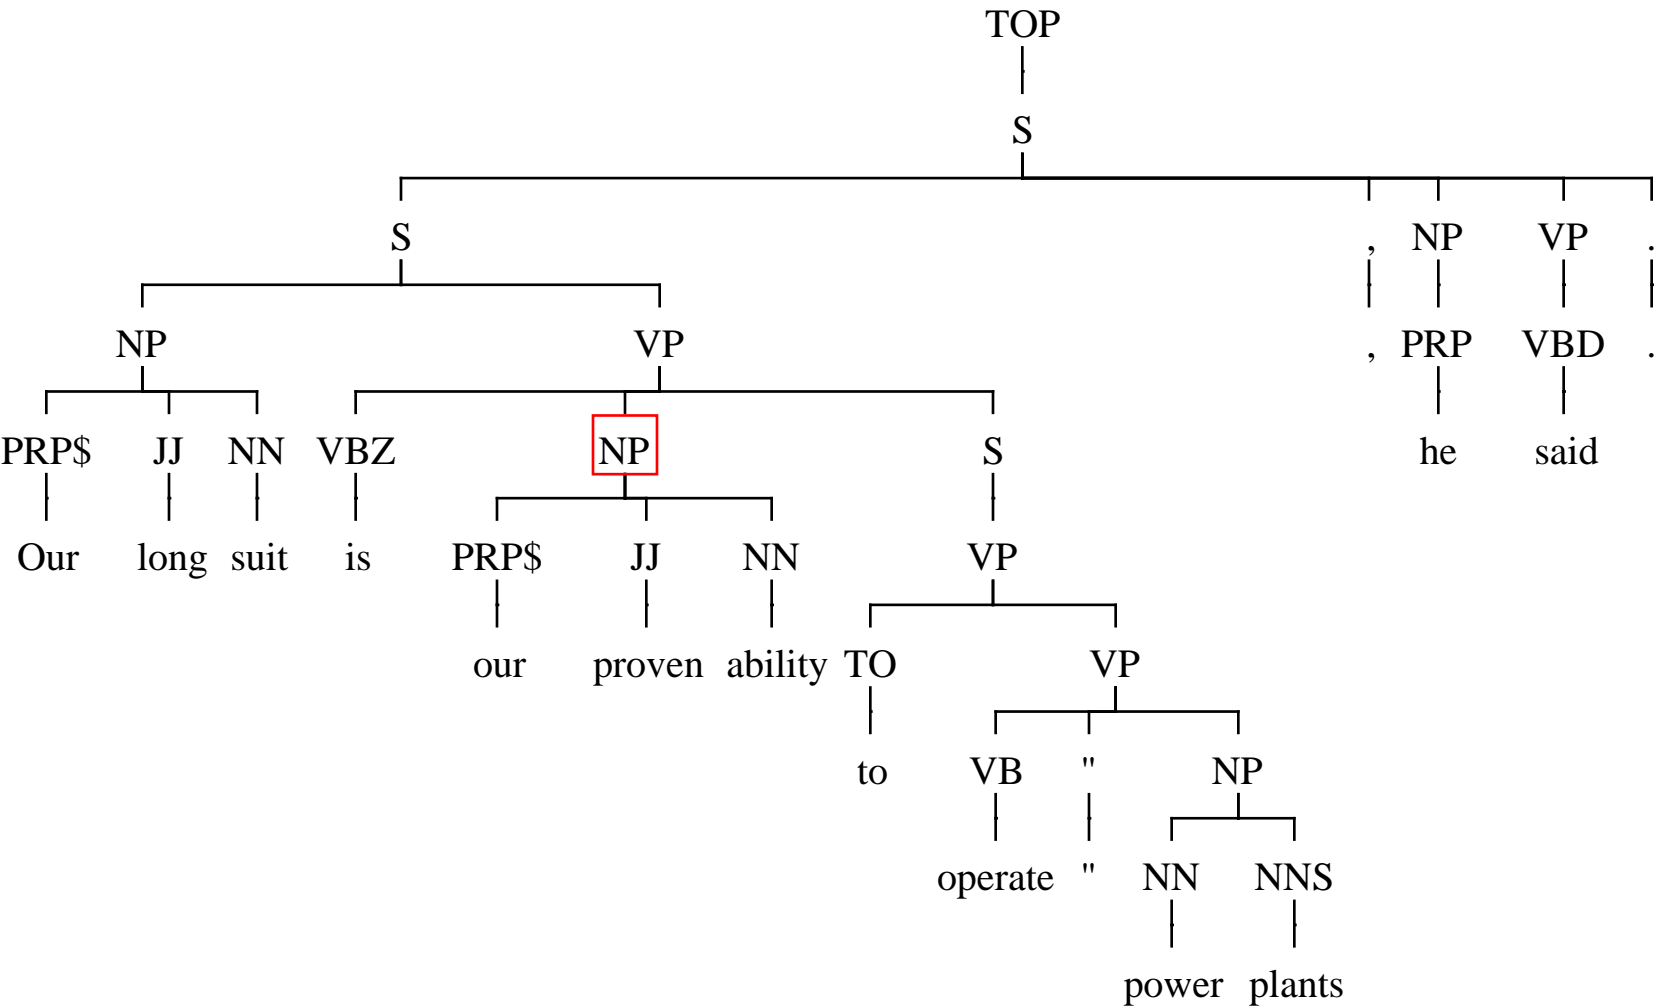 TOP
S
S , NP VP .
NP VP , PRP VBD .
PRP$ JJ NN VBZ NP S he said
Our long suit is PRP$ JJ NN VP
our proven ability TO VP
to VB " NP
operate " NN NNS
power plants